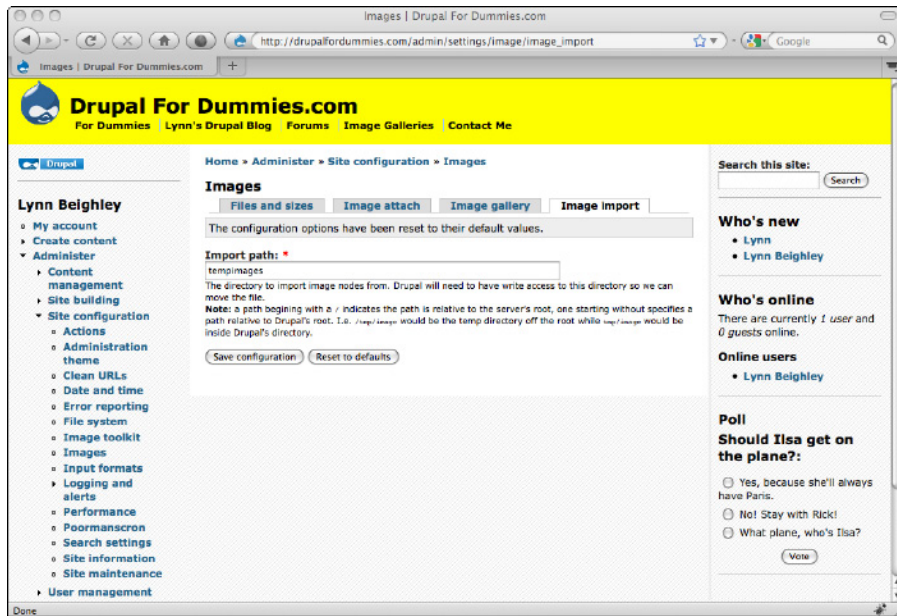 Images | Drupal For Dummies.com
http://drupalfordummies.com/admin/settings/image/image_import
Google
Images | Drupal For Dummies.com
+
Drupal For Dummies.com
For Dummies
Lynn's Drupal Blog
Forums
Image Galleries
Contact Me
Drupal
Lynn Beighley
My account
Create content
Administer
Content
management
Site building
Site configuration
Actions
Administration
theme
Clean URLs
Date and time
Error reporting
File system
Image toolkit
Images
Input formats
Logging and
alerts
Performance
Poormanscron
Search settings
Site information
Site maintenance
User management
Home » Administer » Site configuration » Images
Images
Files and sizes
Image attach
Image gallery
Image import
The configuration options have been reset to their default values.
Import path: *
tempimages
The directory to import image nodes from. Drupal will need to have write access to this directory so we can
move the file.
Note: a path begining with a / indicates the path is relative to the server's root, one starting without specifies a
path relative to Drupal's root. I.e. /tmp/image would be the temp directory off the root while tmp/image would be
inside Drupal's directory.
Save configuration
Reset to defaults
Search this site:
Search
Who's new
• Lynn
• Lynn Beighley
Who's online
There are currently 1 user and
0 guests online.
Online users
• Lynn Beighley
Poll
Should Ilsa get on
the plane?:
Yes, because she'll always
have Paris.
No! Stay with Rick!
What plane, who's Ilsa?
Vote
Done